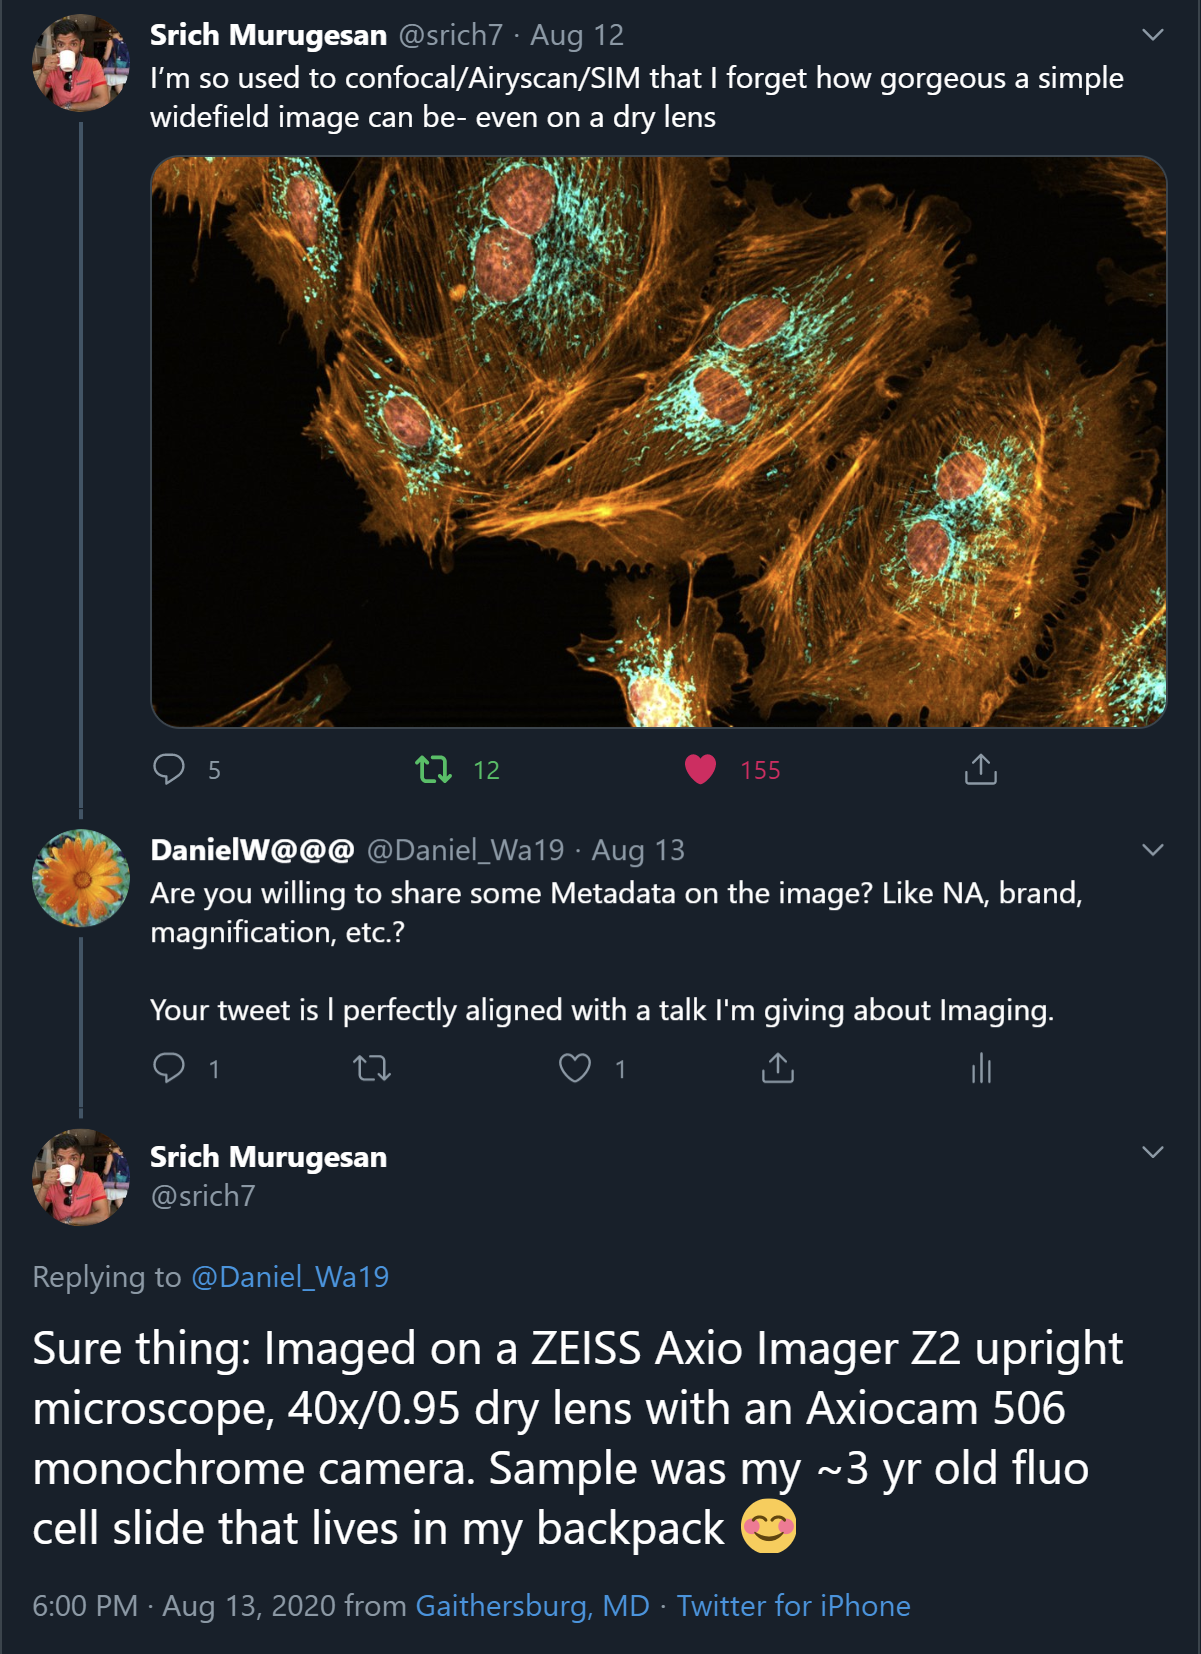 Srich Murugesan @srich7 · Aug 12
I’m so used to confocal/Airyscan/SIM that I forget how gorgeous a simple
widefield image can be- even on a dry lens
5 12 155
DanielW@@@ @Daniel_Wa19 · Aug 13
Are you willing to share some Metadata on the image? Like NA, brand,
magnification, etc.?
Your tweet is l perfectly aligned with a talk I'm giving about Imaging.
1 1
Srich Murugesan
@srich7
Replying to @Daniel_Wa19
Sure thing: Imaged on a ZEISS Axio Imager Z2 upright
microscope, 40x/0.95 dry lens with an Axiocam 506
monochrome camera. Sample was my ~3 yr old fluo
cell slide that lives in my backpack 😊
6:00 PM · Aug 13, 2020 from Gaithersburg, MD · Twitter for iPhone